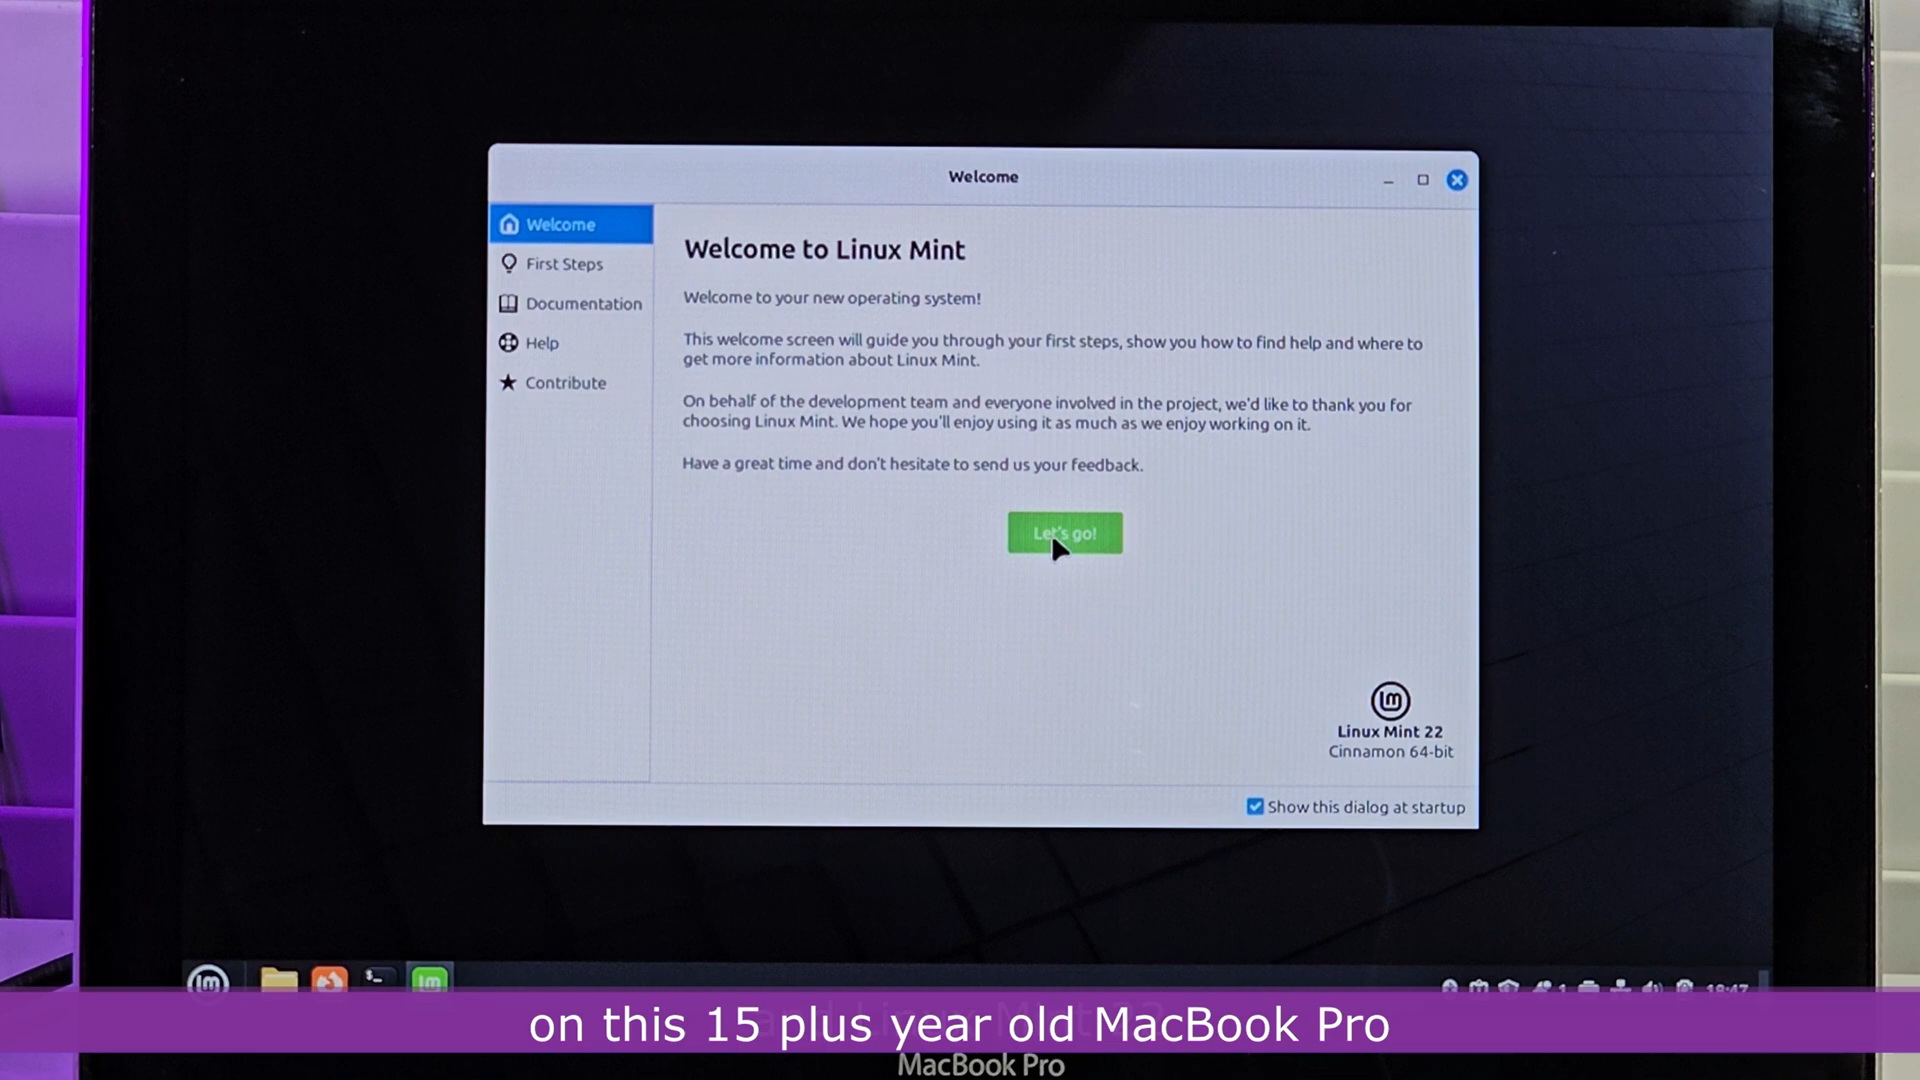 Welcome
Welcome
First Steps
Documentation
Help
Contribute
Welcome to Linux Mint
Welcome to your new operating system!
This welcome screen will guide you through your first steps, show you how to find help and where to
get more information about Linux Mint.
On behalf of the development team and everyone involved in the project, we'd like to thank you for
choosing Linux Mint. We hope you'll enjoy using it as much as we enjoy working on it.
Have a great time and don't hesitate to send us your feedback.
Let's go!
Linux Mint 22
Cinnamon 64-bit
Show this dialog at startup
on this 15 plus year old MacBook Pro
MacBook Pro